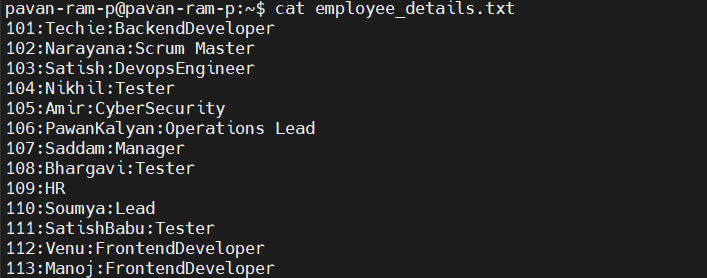 pavan-ram-p@pavan-ram-p:~$ cat employee_details.txt
101:Techie:BackendDeveloper
102:Narayana:Scrum Master
103:Satish:DevopsEngineer
104:Nikhil:Tester
105:Amir:CyberSecurity
106:PawanKalyan:Operations Lead
107:Saddam:Manager
108:Bhargavi:Tester
109:HR
110:Soumya:Lead
111:SatishBabu:Tester
112:Venu:FrontendDeveloper
113:Manoj:FrontendDeveloper